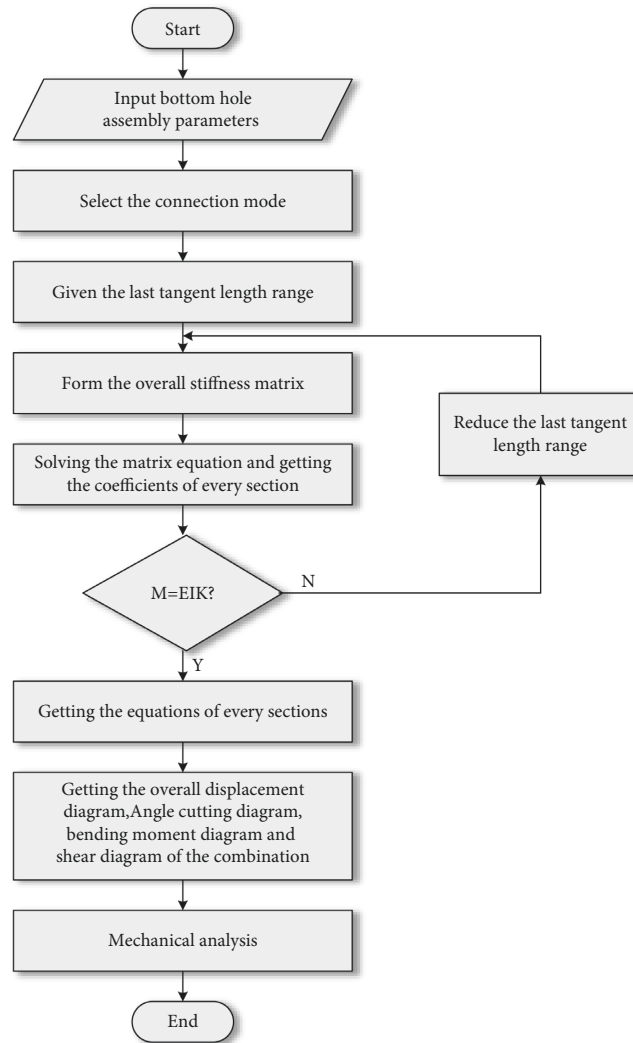 Start
Input bottom hole
assembly parameters
Select the connection mode
Given the last tangent length range
Form the overall stiffness matrix
Reduce the last tangent
length range
Solving the matrix equation and getting
the coefficients of every section
M=EIK?
N
Y
Getting the equations of every sections
Getting the overall displacement
diagram,Angle cutting diagram,
bending moment diagram and
shear diagram of the combination
Mechanical analysis
End